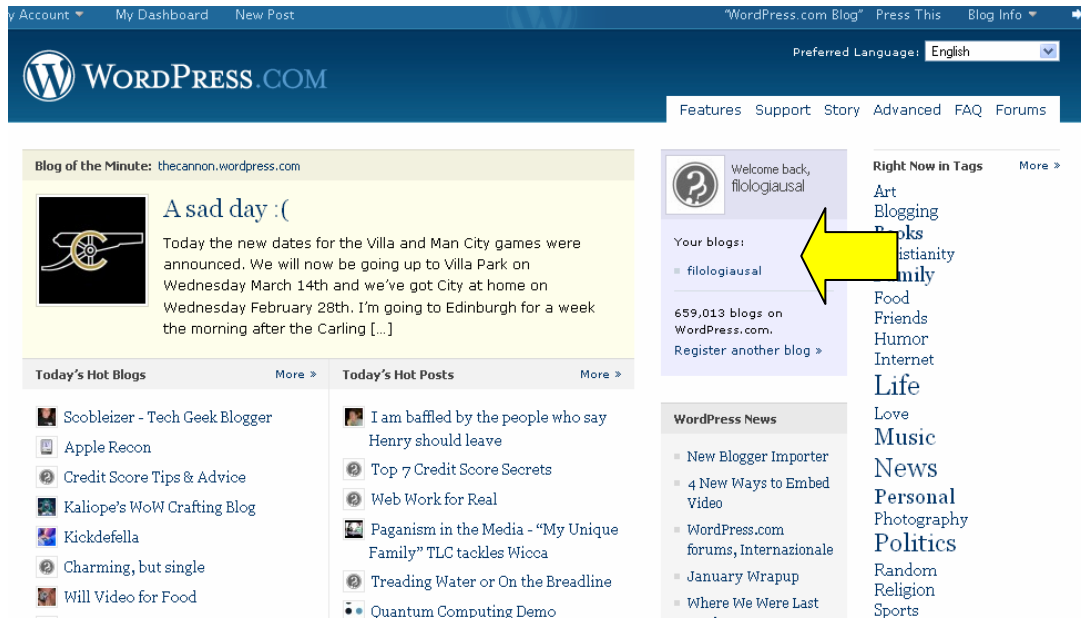 y Account My Dashboard New Post "WordPress.com Blog" Press This Blog Info
Preferred Language: English
WORDPRESS.COM
Features Support Story Advanced FAQ Forums
Blog of the Minute: thecannon.wordpress.com
A sad day :(
Today the new dates for the Villa and Man City games were
announced. We will now be going up to Villa Park on
Wednesday March 14th and we've got City at home on
Wednesday February 28th. I'm going to Edinburgh for a week
the morning after the Carling [...]
Today's Hot Blogs More »
Scobleizer - Tech Geek Blogger
Apple Recon
Credit Score Tips & Advice
Kaliope's WoW Crafting Blog
Kickdefella
Charming, but single
Will Video for Food
Today's Hot Posts More »
I am baffled by the people who say
Henry should leave
Top 7 Credit Score Secrets
Web Work for Real
Paganism in the Media - "My Unique
Family" TLC tackles Wicca
Treading Water or On the Breadline
Quantum Computing Demo
Welcome back,
filologiausal
Your blogs:
filologiausal
659,013 blogs on
WordPress.com.
Register another blog »
WordPress News
New Blogger Importer
4 New Ways to Embed
Video
WordPress.com
forums, Internazionale
January Wrapup
Where We Were Last
Right Now in Tags More »
Art
Blogging
Books
istianity
mily
Food
Friends
Humor
Internet
Life
Love
Music
News
Personal
Photography
Politics
Random
Religion
Sports